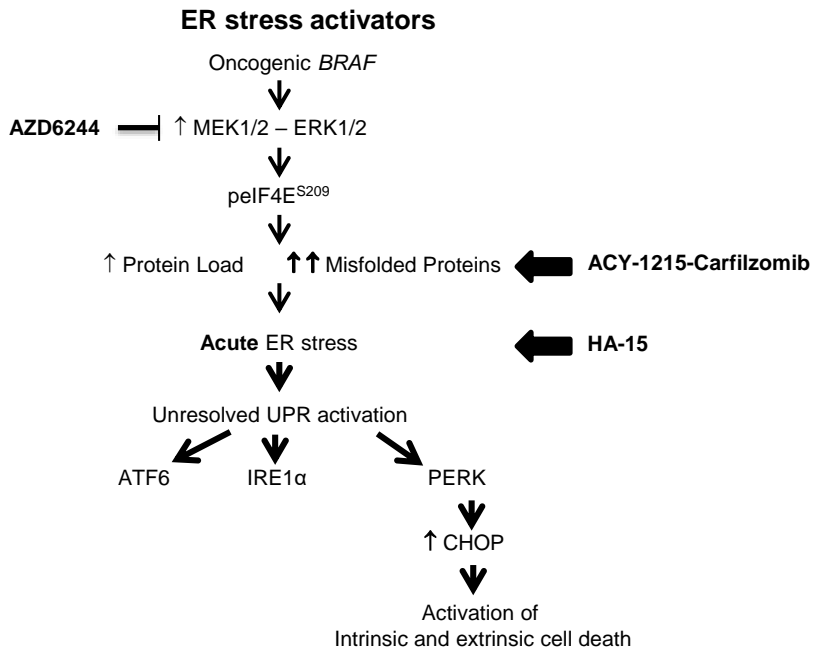 ER stress activators
Oncogenic BRAF
AZD6244 ↑ MEK1/2 – ERK1/2
peIF4E^S209
↑ Protein Load ↑↑ Misfolded Proteins ACY-1215-Carfilzomib
Acute ER stress HA-15
Unresolved UPR activation
ATF6 IRE1α PERK
↑ CHOP
Activation of
Intrinsic and extrinsic cell death